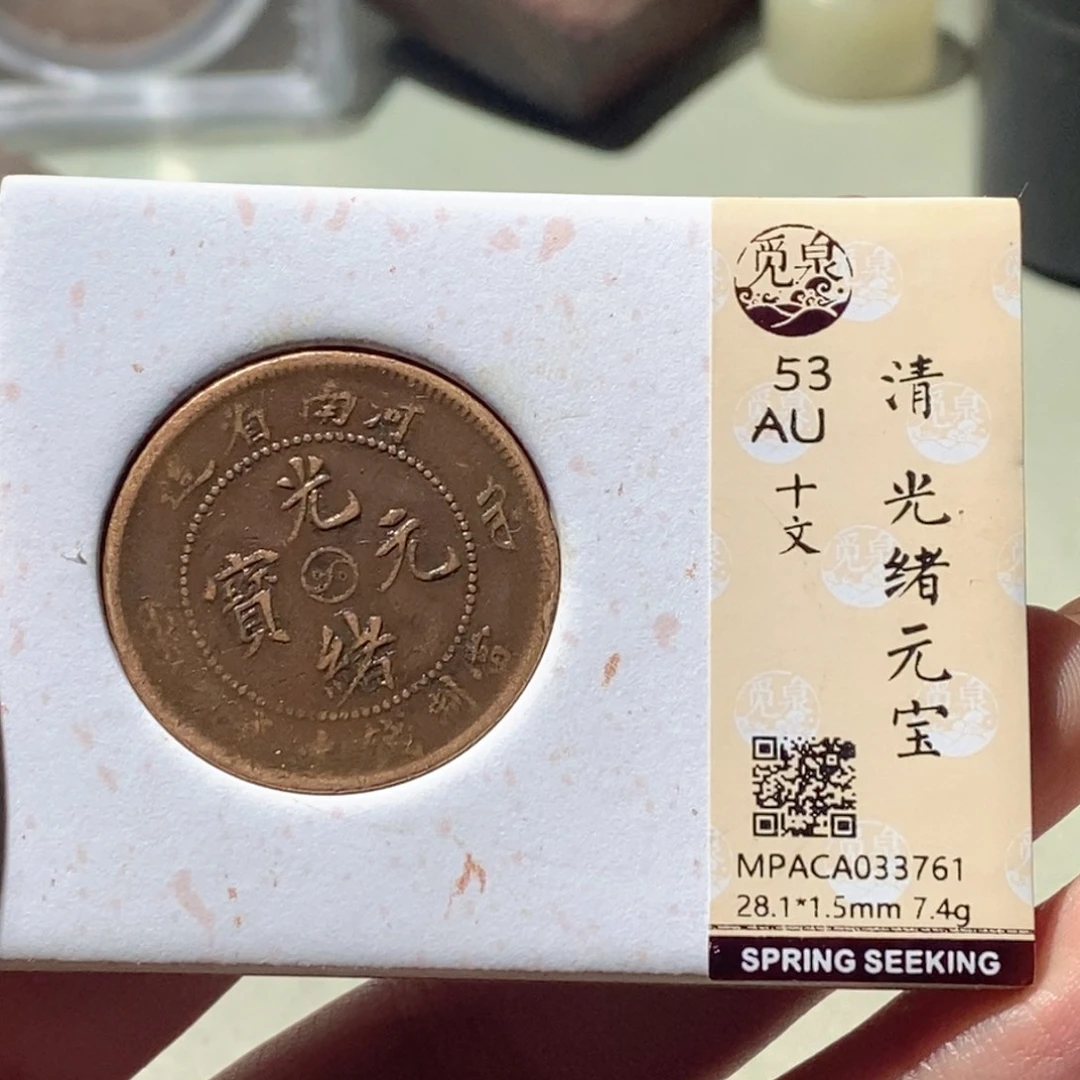 河南省造
光緒元寶
觅泉
53
AU
十文
清光绪元宝
MPACA033761
28.1*1.5mm 7.4g
SPRING SEEKING